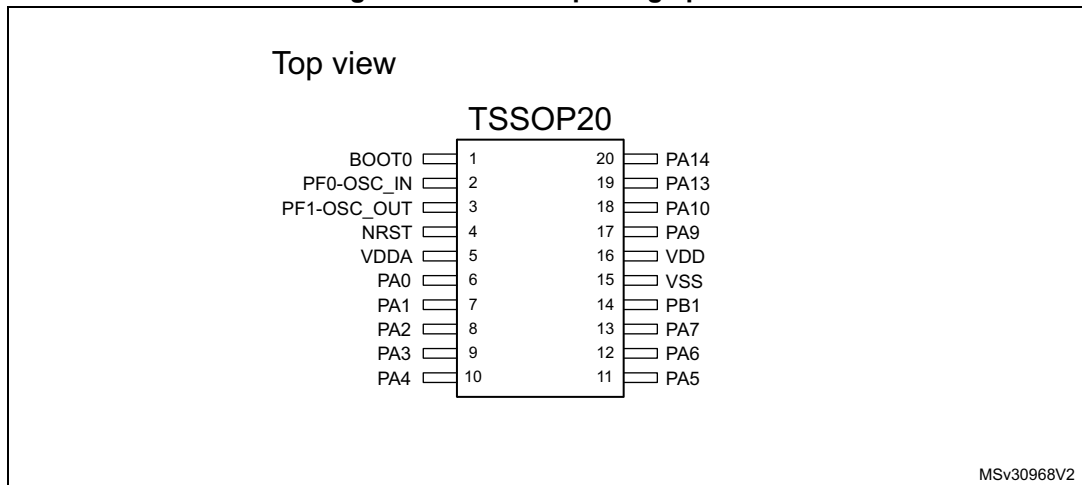 Top view
TSSOP20
BOOT0 1 20 PA14
PF0-OSC_IN 2 19 PA13
PF1-OSC_OUT 3 18 PA10
NRST 4 17 PA9
VDDA 5 16 VDD
PA0 6 15 VSS
PA1 7 14 PB1
PA2 8 13 PA7
PA3 9 12 PA6
PA4 10 11 PA5
MSv30968V2